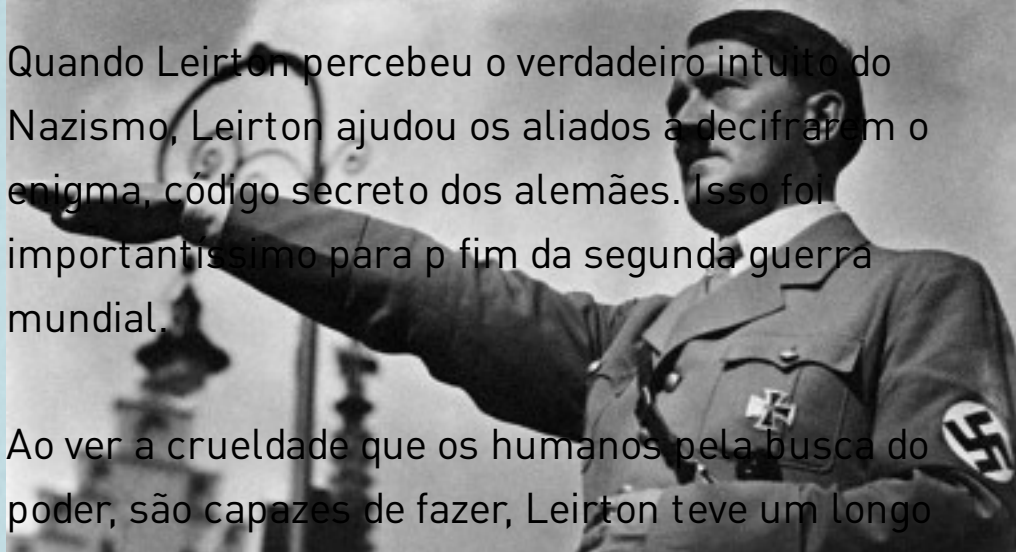 Quando Leirton percebeu o verdadeiro intuito do
Nazismo, Leirton ajudou os aliados a decifrarem o
enigma, código secreto dos alemães. Isso foi
importantíssimo para p fim da segunda guerra
mundial.
Ao ver a crueldade que os humanos pela busca do
poder, são capazes de fazer, Leirton teve um longo